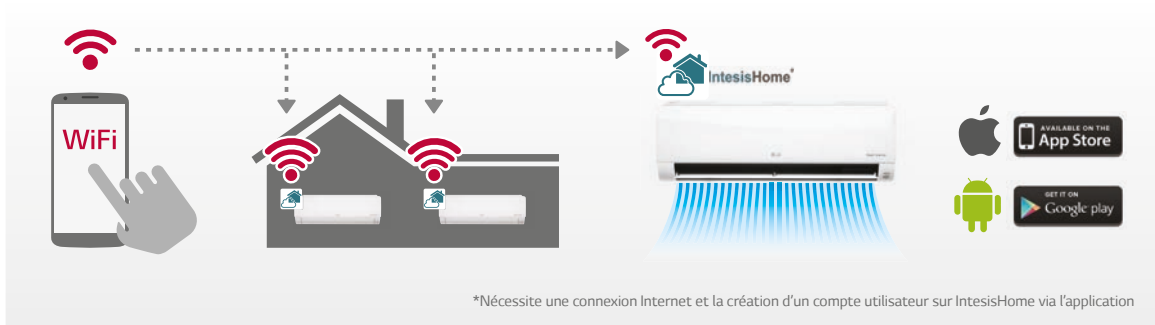 WiFi
IntesisHome*
LG
AVAILABLE ON THE
App Store
GET IT ON
Google play
*Nécessite une connexion Internet et la création d'un compte utilisateur sur IntesisHome via l'application